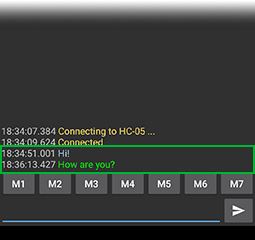 18:34:07.384 Connecting to HC-05 ...
18:34:09.624 Connected
18:34:51.001 Hi!
18:36:13.427 How are you?
M1 M2 M3 M4 M5 M6 M7